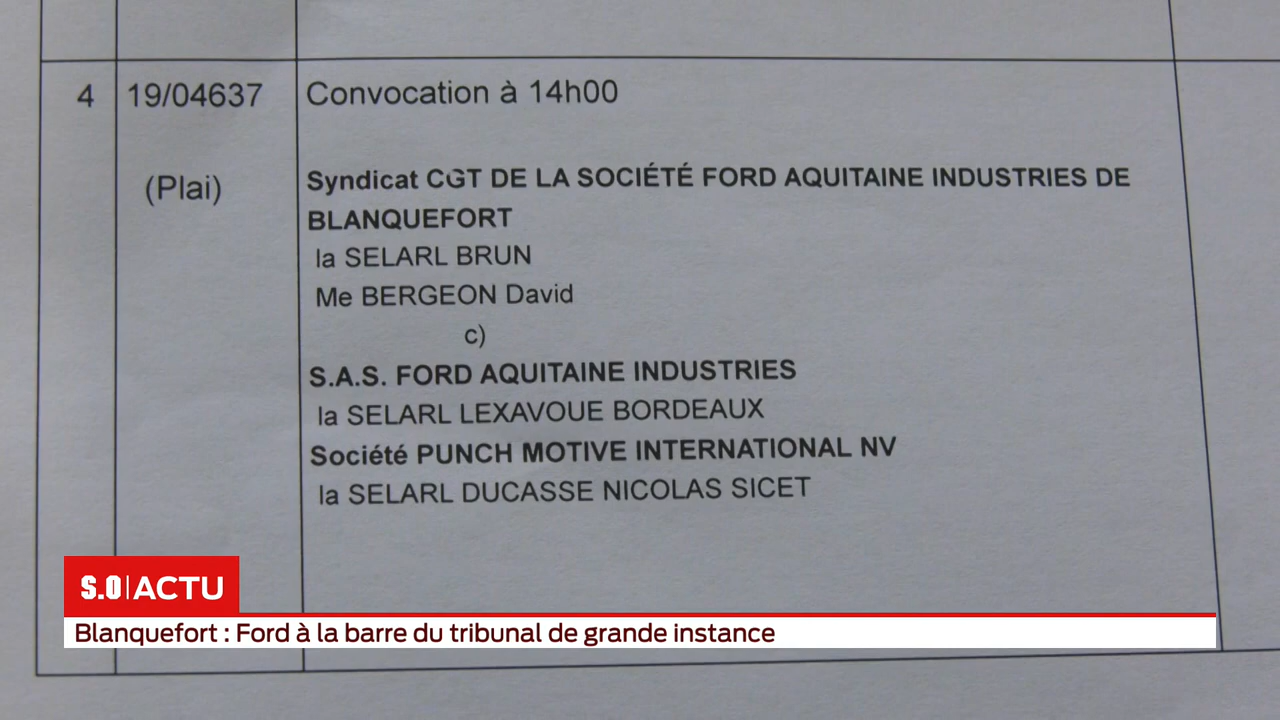 4 19/04637 Convocation à 14h00
(Plai) Syndicat CGT DE LA SOCIÉTÉ FORD AQUITAINE INDUSTRIES DE
BLANQUEFORT
la SELARL BRUN
Me BERGEON David
c)
S.A.S. FORD AQUITAINE INDUSTRIES
la SELARL LEXAVOUE BORDEAUX
Société PUNCH MOTIVE INTERNATIONAL NV
la SELARL DUCASSE NICOLAS SICET
S.O|ACTU
Blanquefort : Ford à la barre du tribunal de grande instance